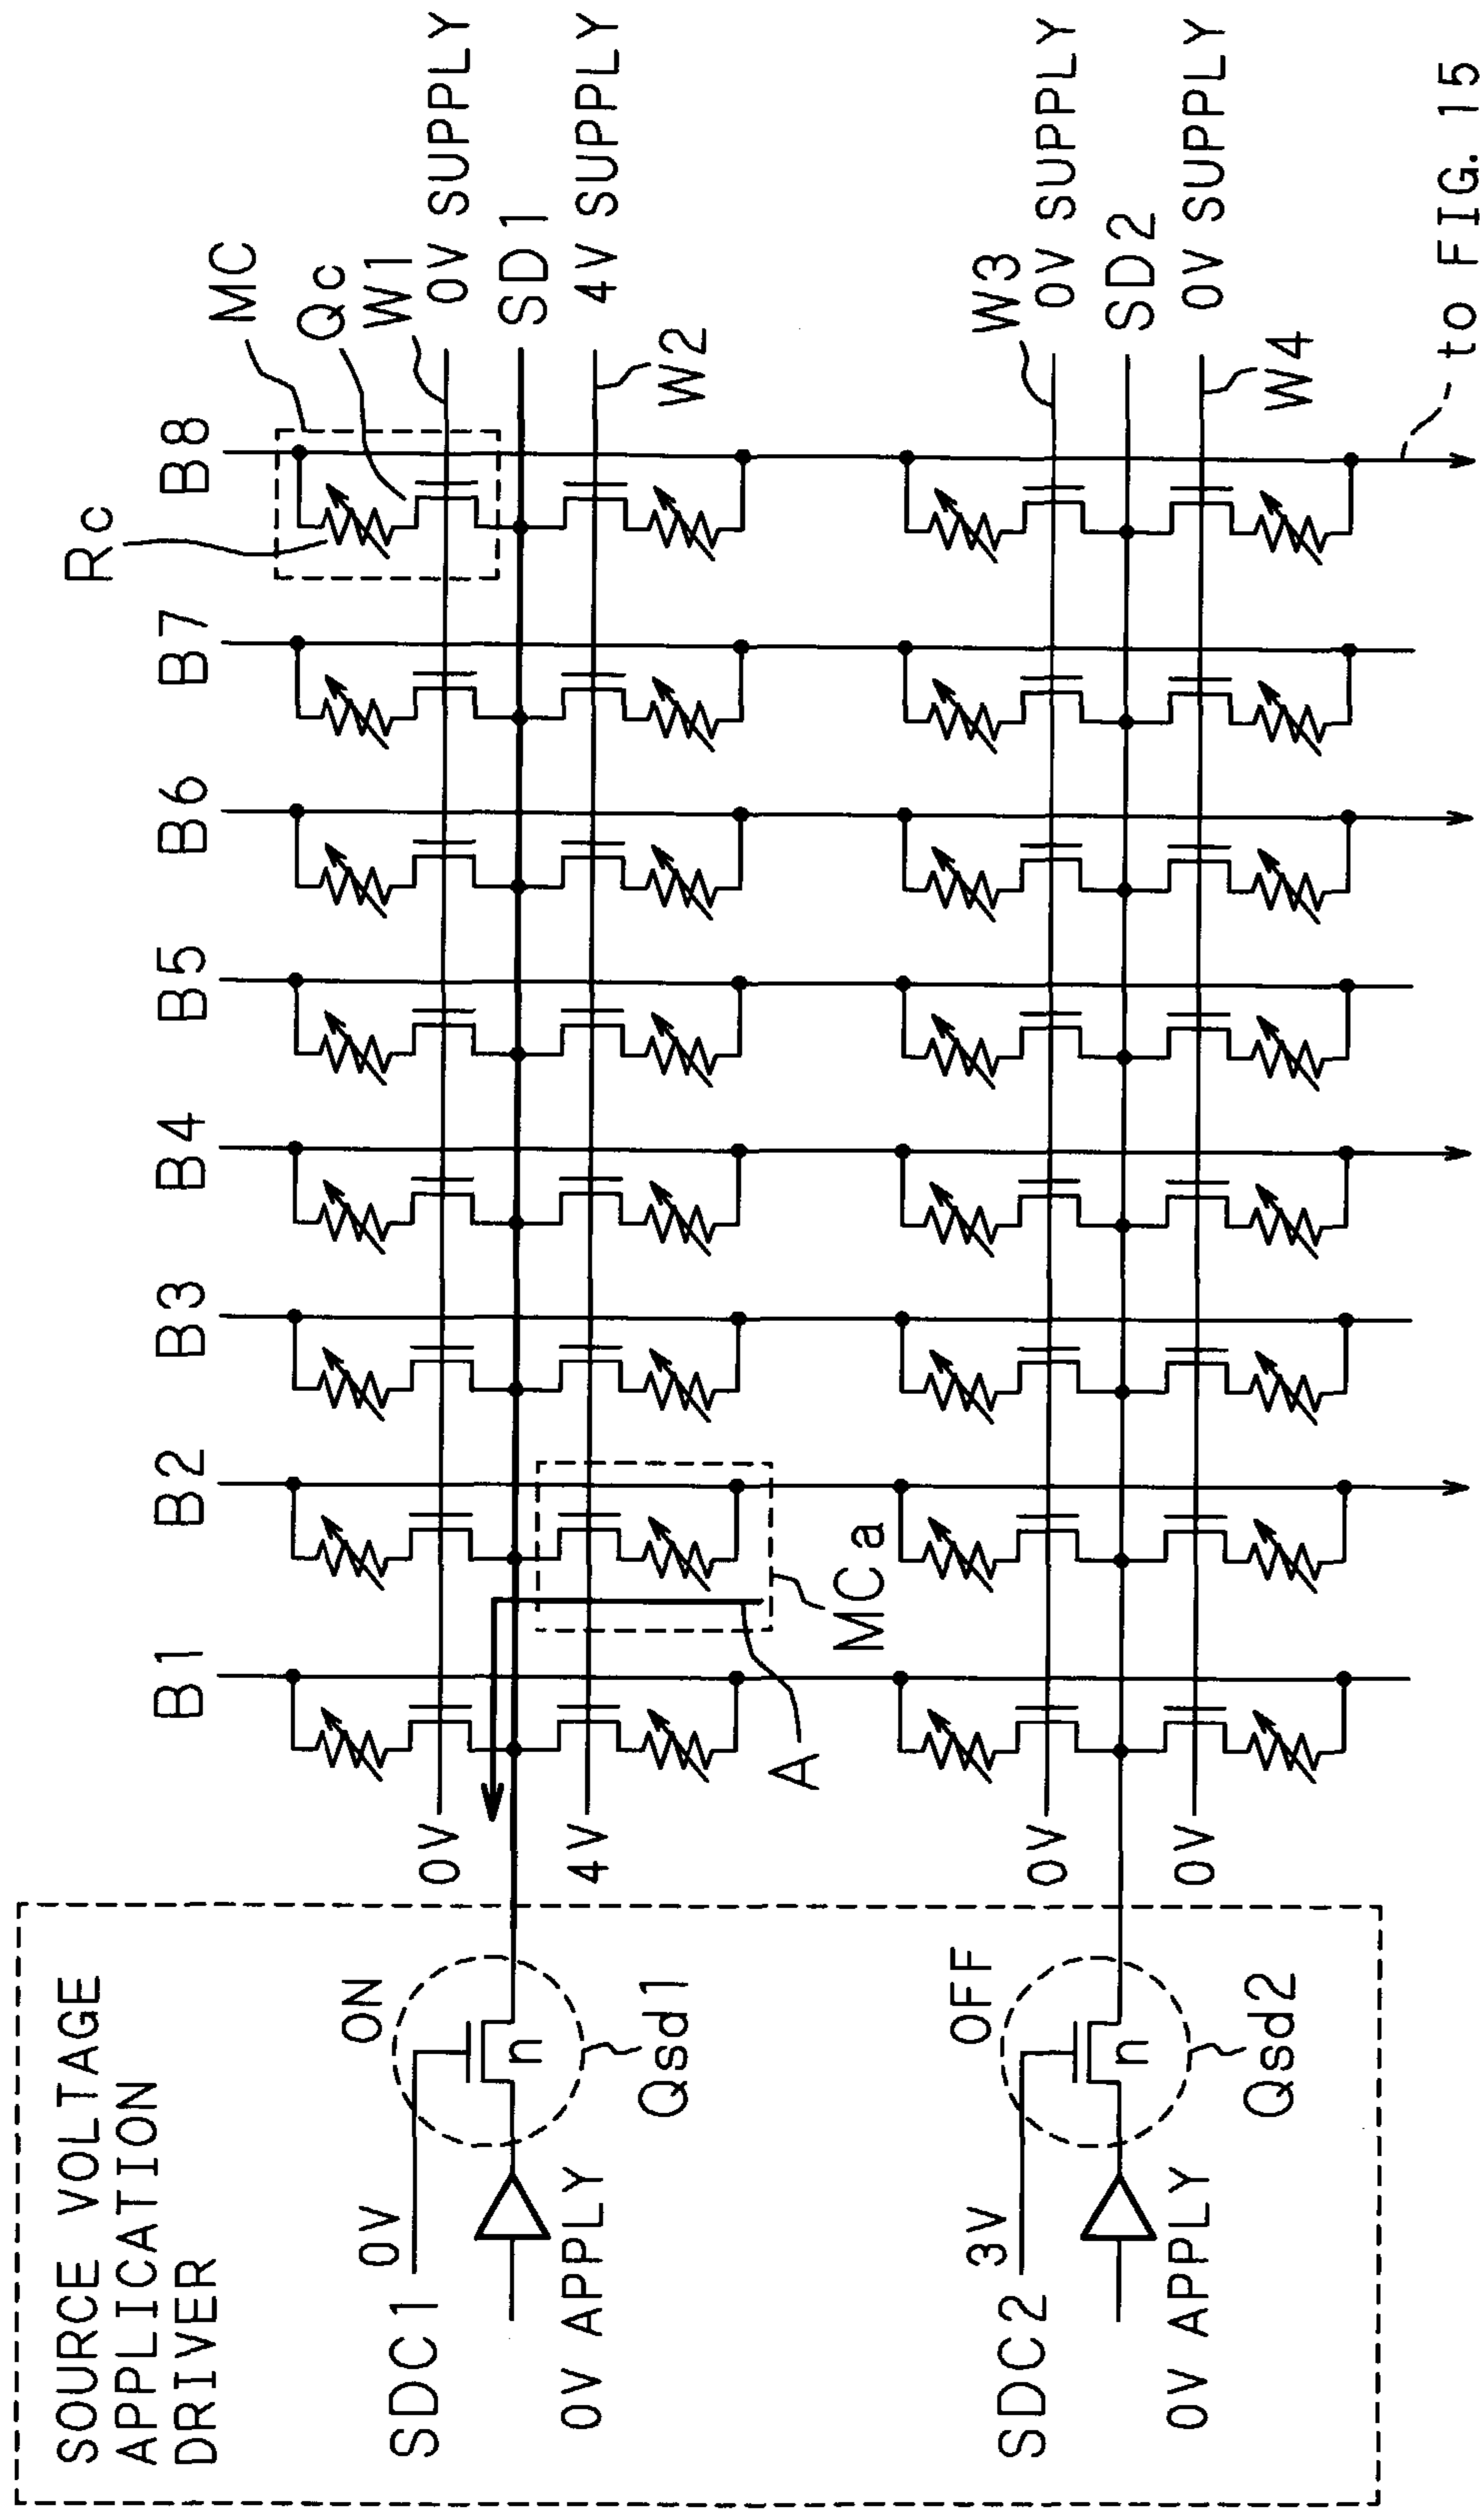 SOURCE VOLTAGE
APPLICATION
DRIVER
B1 B2 B3 B4 B5 B6 B7 B8
Rc
MC
Qc
W1
0V SUPPLY
SD1
4V SUPPLY
W2
SDC1
0V
ON
n
Qsd1
0V APPLY
0V
4V
A
MCa
W3
0V SUPPLY
SD2
0V SUPPLY
W4
SDC2
3V
OFF
n
Qsd2
0V APPLY
0V
0V
to FIG. 15